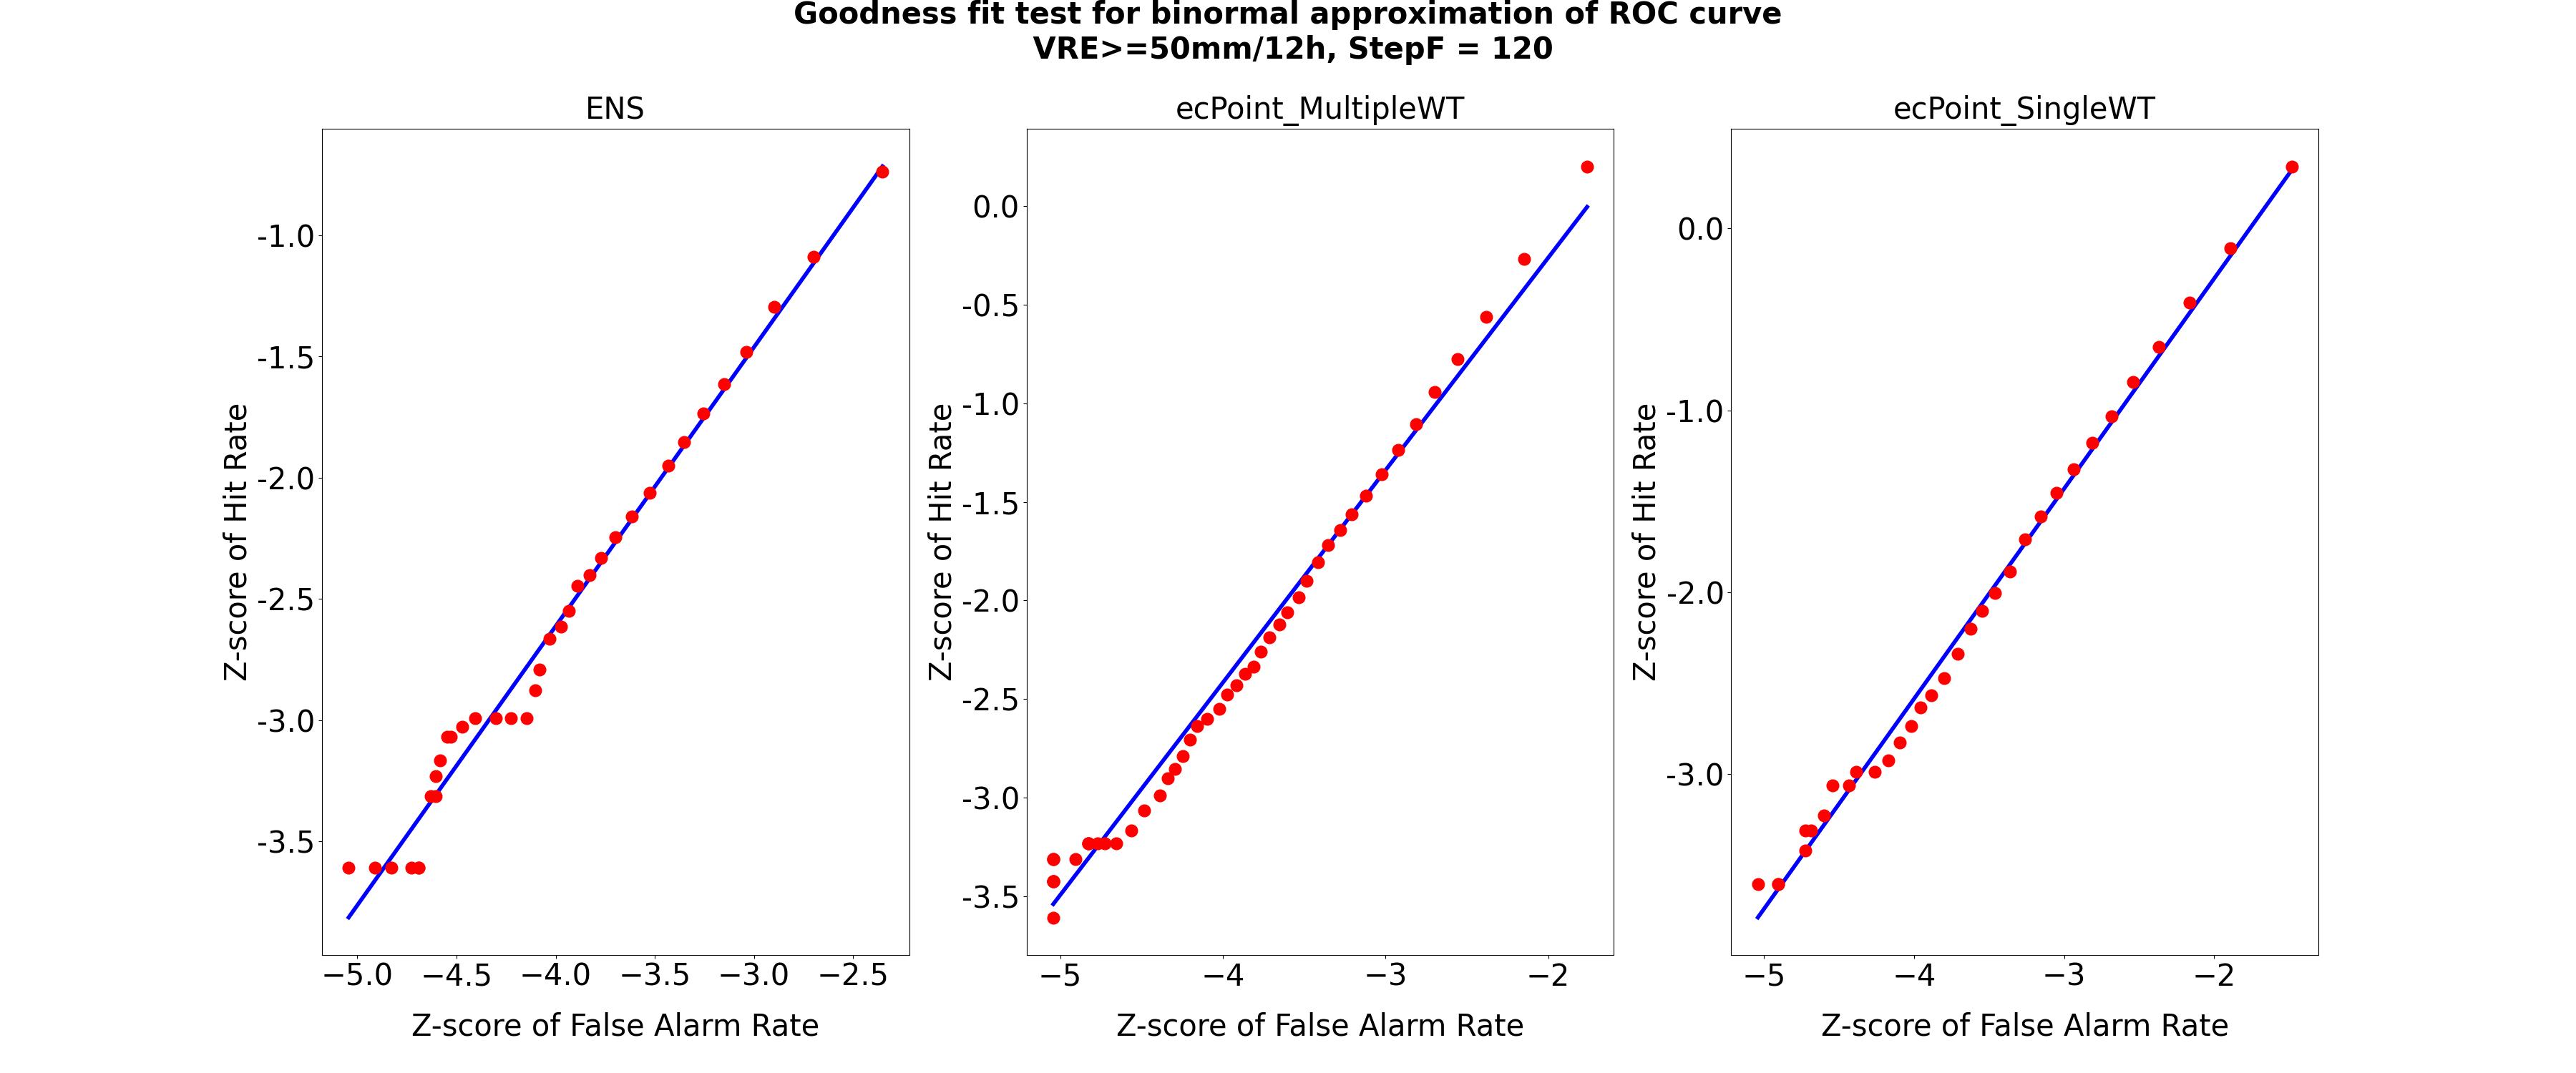 Goodness fit test for binormal approximation of ROC curve
VRE>=50mm/12h, StepF = 120
ENS
-1.0
-1.5
-2.0
-2.5
-3.0
-3.5
Z-score of Hit Rate
−5.0 −4.5 −4.0 −3.5 −3.0 −2.5
Z-score of False Alarm Rate
ecPoint_MultipleWT
0.0
-0.5
-1.0
-1.5
-2.0
-2.5
-3.0
-3.5
Z-score of Hit Rate
−5 −4 −3 −2
Z-score of False Alarm Rate
ecPoint_SingleWT
0.0
-1.0
-2.0
-3.0
Z-score of Hit Rate
−5 −4 −3 −2
Z-score of False Alarm Rate